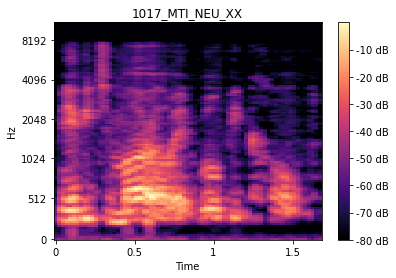 1017_MTI_NEU_XX
8192
4096
2048
1024
512
0
Hz
0
0.5
1
1.5
Time
-10 dB
-20 dB
-30 dB
-40 dB
-50 dB
-60 dB
-70 dB
-80 dB